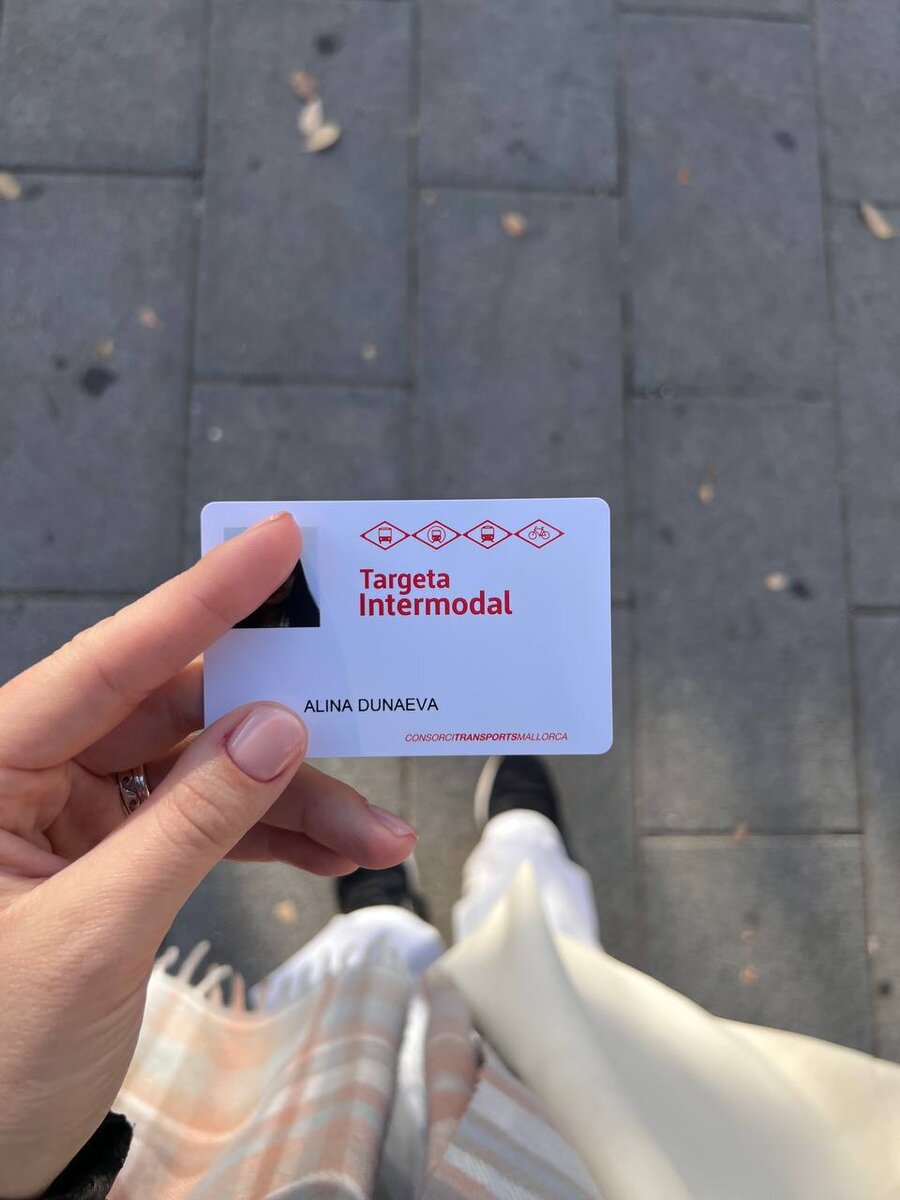 Targeta
Intermodal
ALINA DUNAEVA
CONSORCITRANSPORTSMALLORCA